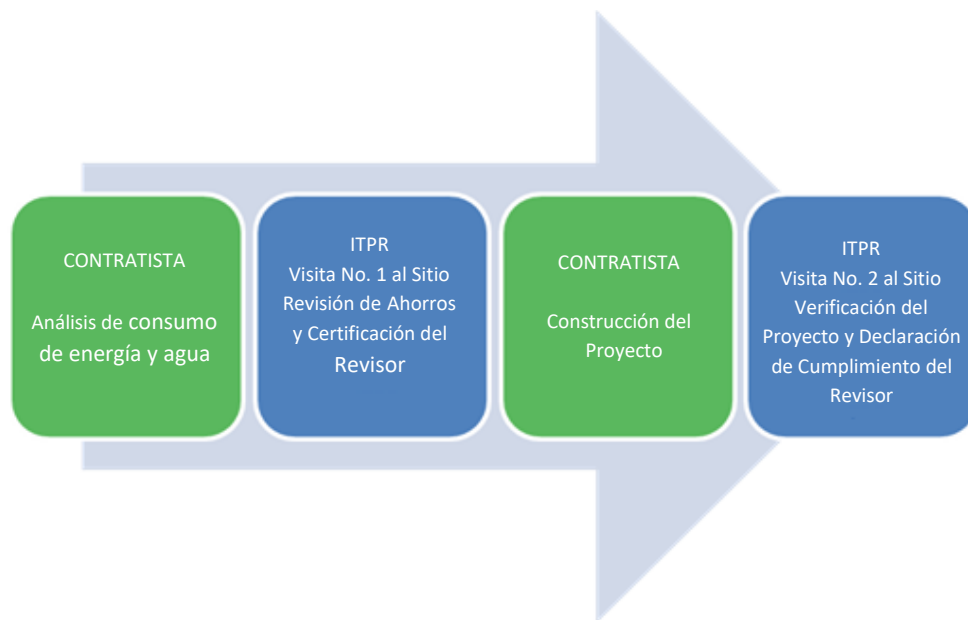 CONTRATISTA
Análisis de consumo
de energía y agua
ITPR
Visita No. 1 al Sitio
Revisión de Ahorros
y Certificación del
Revisor
CONTRATISTA
Construcción del
Proyecto
ITPR
Visita No. 2 al Sitio
Verificación del
Proyecto y Declaración
de Cumplimiento del
Revisor